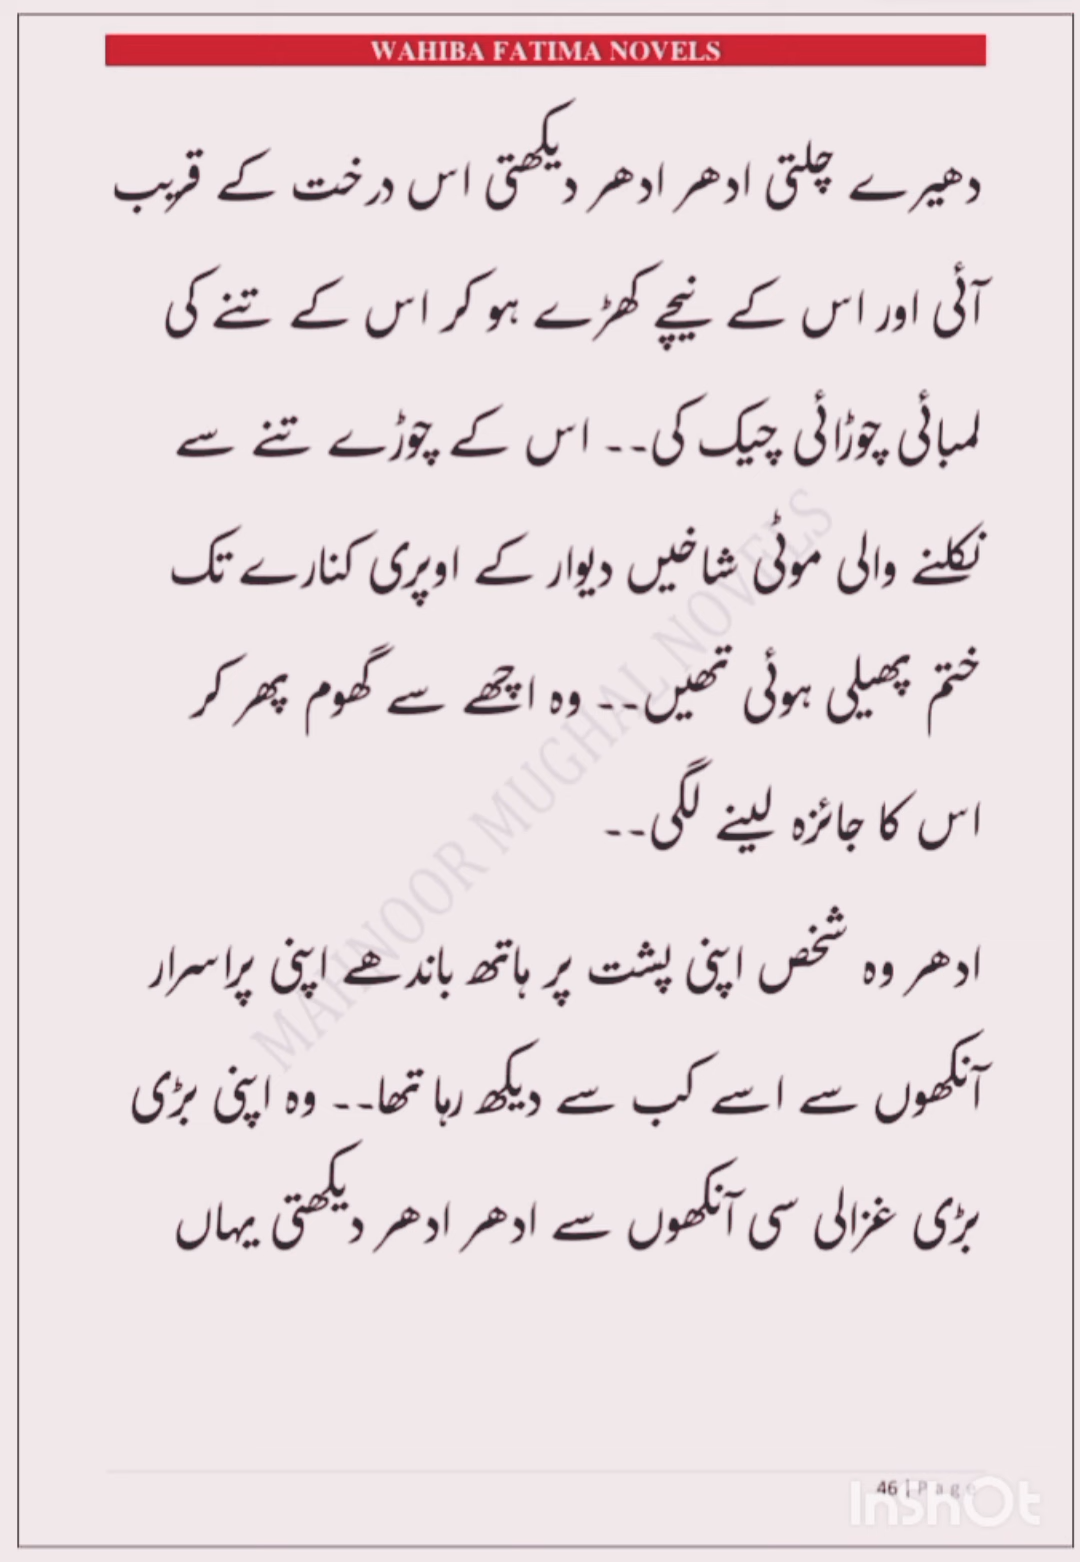 WAHIBA FATIMA NOVELS
دھیرے چلتی ادھر ادھر دیکھتی اس درخت کے قریب
آئی اور اس کے نیچے کھڑے ہو کر اس کے تنے کی
لمبائی چوڑائی چیک کی۔۔ اس کے چوڑے تنے سے
نکلنے والی موٹی شاخیں دیوار کے اوپری کنارے تک
ختم پھیلی ہوئی تھیں۔۔ وہ اچھے سے گھوم پھر کر
اس کا جائزہ لینے لگی۔۔
ادھر وہ شخص اپنی پشت پر ہاتھ باندھے اپنی پراسرار
آنکھوں سے اسے کب سے دیکھ رہا تھا۔۔ وہ اپنی بڑی
بڑی غزالی سی آنکھوں سے ادھر ادھر دیکھتی یہاں
MAHNOOR MUGHAL NOVELS
46 | Page
InshOt